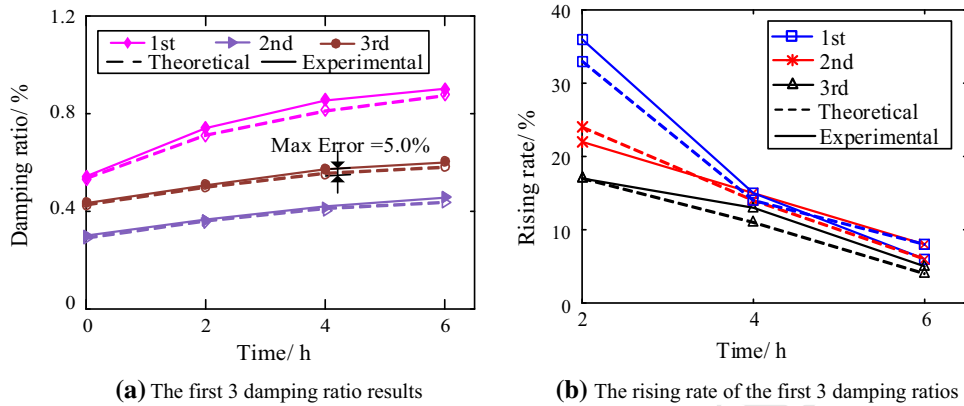 1.2
0.8
0.4
0
Damping ratio/ %
1st 2nd 3rd
Theoretical Experimental
Max Error =5.0%
0 2 4 6
Time/ h
(a) The first 3 damping ratio results
40
30
20
10
0
Rising rate/ %
1st
2nd
3rd
Theoretical
Experimental
2 4 6
Time/ h
(b) The rising rate of the first 3 damping ratios